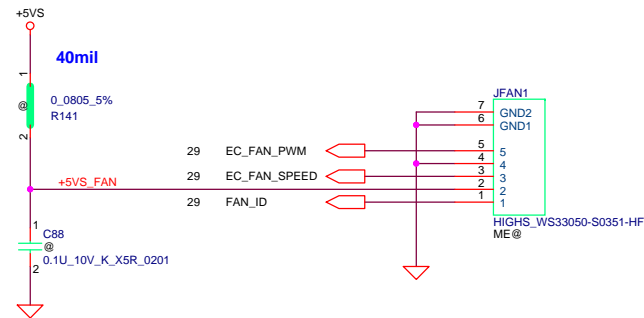 +5VS
40mil
1
@
0_0805_5%
R141
2
+5VS_FAN
1
C88
@
2
0.1U_10V_K_X5R_0201
29 EC_FAN_PWM
29 EC_FAN_SPEED
29 FAN_ID
JFAN1
7 GND2
6 GND1
5 5
4 4
3 3
2 2
1 1
HIGHS_WS33050-S0351-HF
ME@